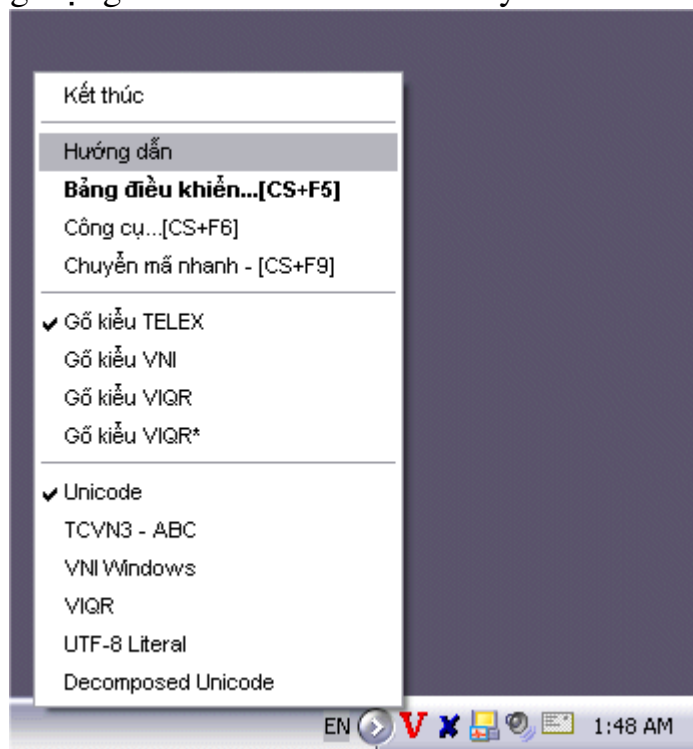 Kết thúc
Hướng dẫn
Bảng điều khiển...[CS+F5]
Công cụ...[CS+F6]
Chuyển mã nhanh - [CS+F9]
Gõ kiểu TELEX
Gõ kiểu VNI
Gõ kiểu VIQR
Gõ kiểu VIQR*
Unicode
TCVN3 - ABC
VNI Windows
VIQR
UTF-8 Literal
Decomposed Unicode
EN V 1:48 AM